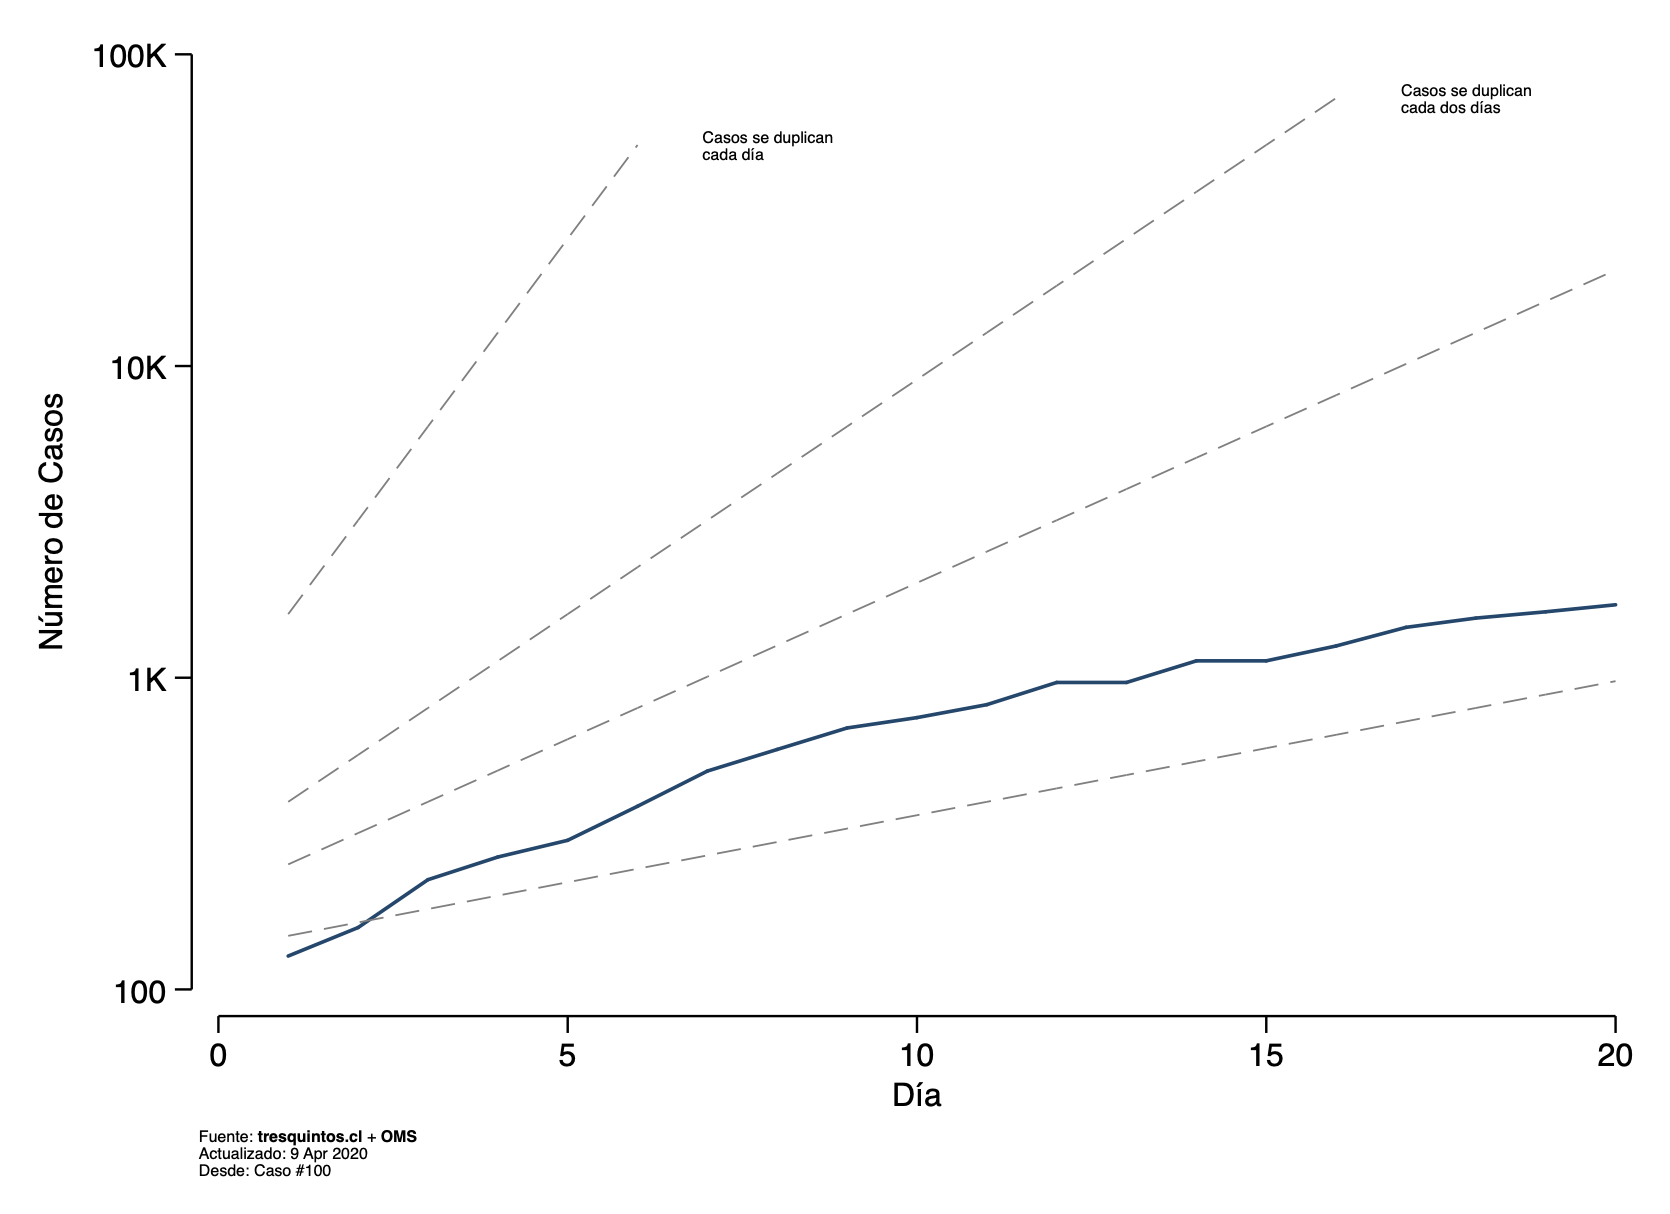 100K
10K
1K
100
Número de Casos
Casos se duplican
cada día
Casos se duplican
cada dos días
0 5 10 15 20
Día
Fuente: tresquintos.cl + OMS
Actualizado: 9 Apr 2020
Desde: Caso #100